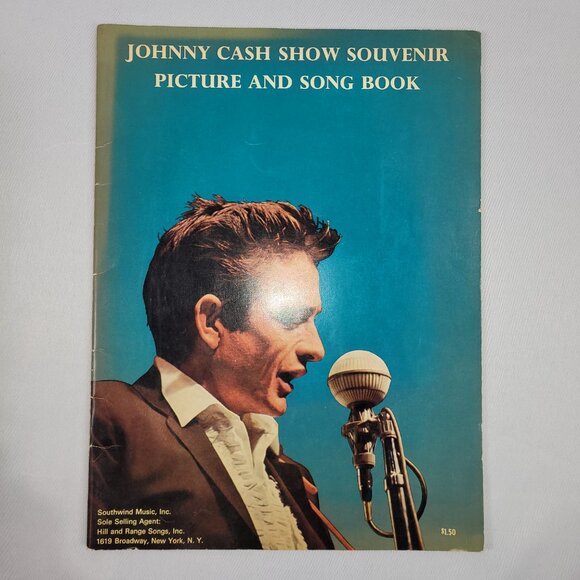 JOHNNY CASH SHOW SOUVENIR
PICTURE AND SONG BOOK
Southwind Music, Inc.
Sole Selling Agent:
Hill and Range Songs, Inc.
1619 Broadway, New York, N. Y.
$1.50